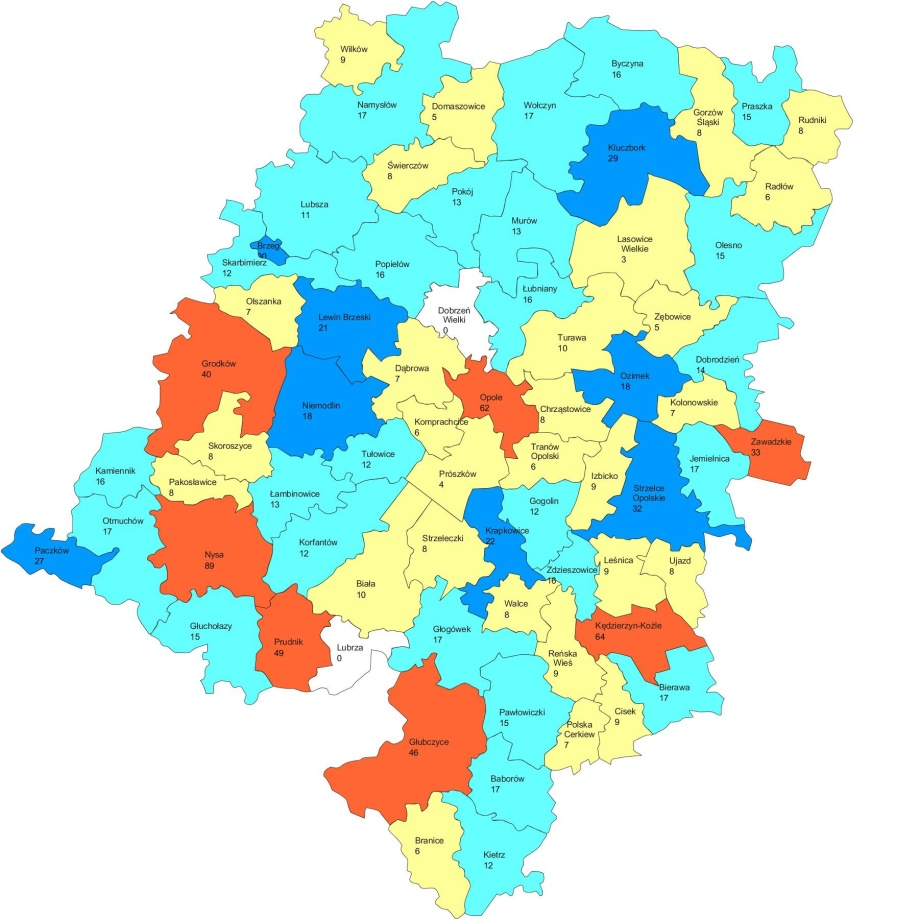 Wilków
9
Byczyna
16
Namysłów
17
Domaszowice
5
Wołczyn
17
Gorzów
Śląski
8
Praszka
15
Rudniki
8
Kluczbork
29
Świerczów
8
Radłów
6
Pokój
13
Lubsza
11
Murów
13
Lasowice
Wielkie
3
Olesno
15
Brzeg
30
Skarbimierz
12
Popielów
16
Łubniany
16
Olszanka
7
Lewin Brzeski
21
Dobrzeń
Wielki
0
Zębowice
5
Turawa
10
Grodków
40
Dąbrowa
7
Ozimek
18
Dobrodzień
14
Opole
62
Niemodlin
18
Chrząstowice
8
Kolonowskie
7
Komprachcice
6
Zawadzkie
33
Skoroszyce
8
Tułowice
12
Tranów
Opolski
6
Jemielnica
17
Kamiennik
16
Pakosławice
8
Prószków
4
Izbicko
9
Strzelce
Opolskie
32
Łambinowice
13
Gogolin
12
Otmuchów
17
Krapkowice
22
Strzeleczki
8
Korfantów
12
Paczków
27
Nysa
89
Leśnica
9
Ujazd
8
Zdzieszowice
16
Biała
10
Walce
8
Głuchołazy
15
Głogówek
17
Kędzierzyn-Koźle
64
Prudnik
49
Lubrza
0
Reńska
Wieś
9
Bierawa
17
Pawłowiczki
15
Cisek
9
Polska
Cerkiew
7
Głubczyce
46
Baborów
17
Branice
6
Kietrz
12